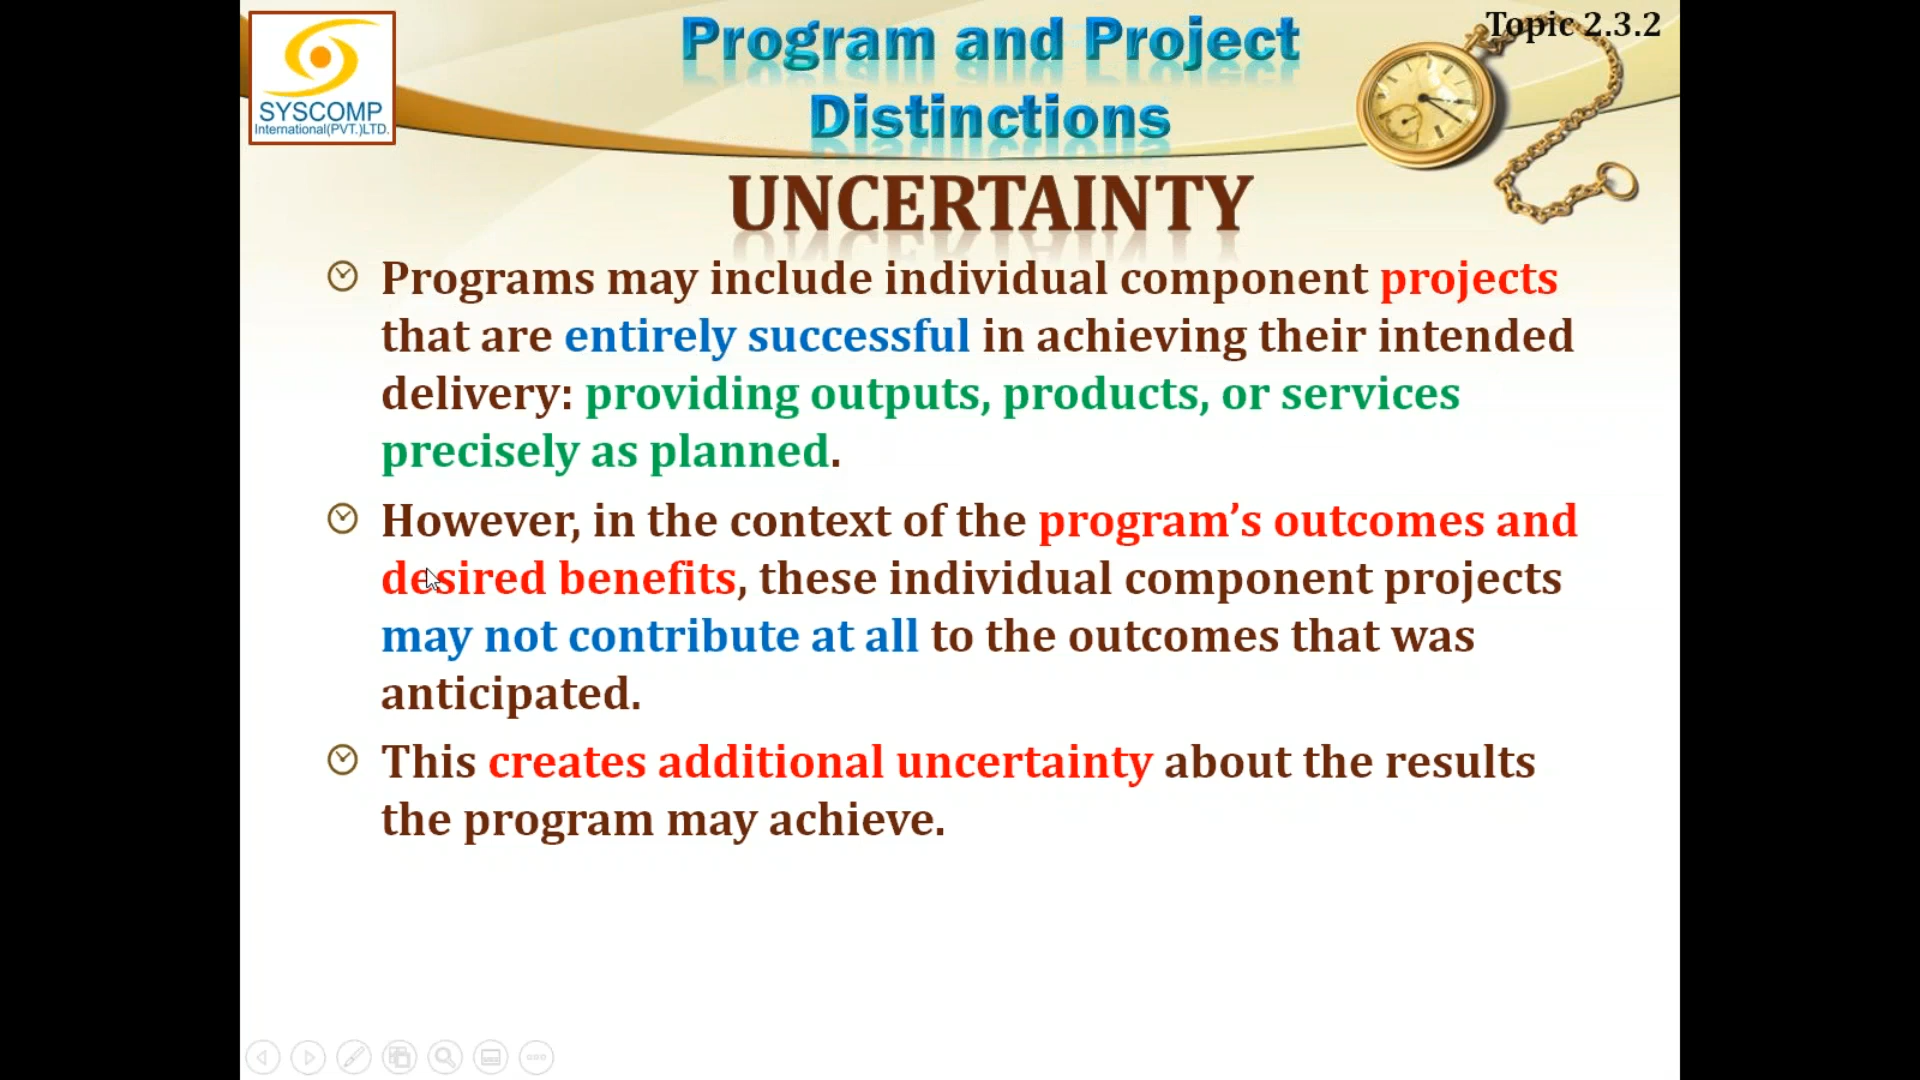 Topic 2.3.2
SYSCOMP
International(PVT.)LTD.
Program and Project
Distinctions
UNCERTAINTY
Programs may include individual component projects
that are entirely successful in achieving their intended
delivery: providing outputs, products, or services
precisely as planned.
However, in the context of the program’s outcomes and
desired benefits, these individual component projects
may not contribute at all to the outcomes that was
anticipated.
This creates additional uncertainty about the results
the program may achieve.